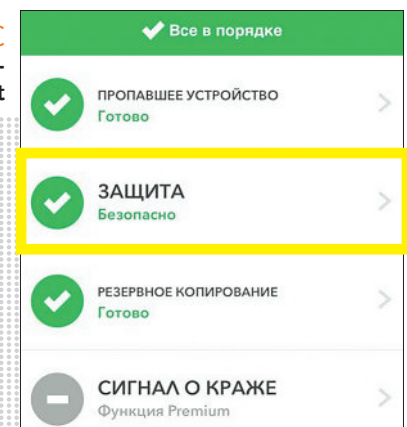 Все в порядке
ПРОПАВШЕЕ УСТРОЙСТВО
Готово
ЗАЩИТА
Безопасно
РЕЗЕРВНОЕ КОПИРОВАНИЕ
Готово
СИГНАЛ О КРАЖЕ
Функция Premium